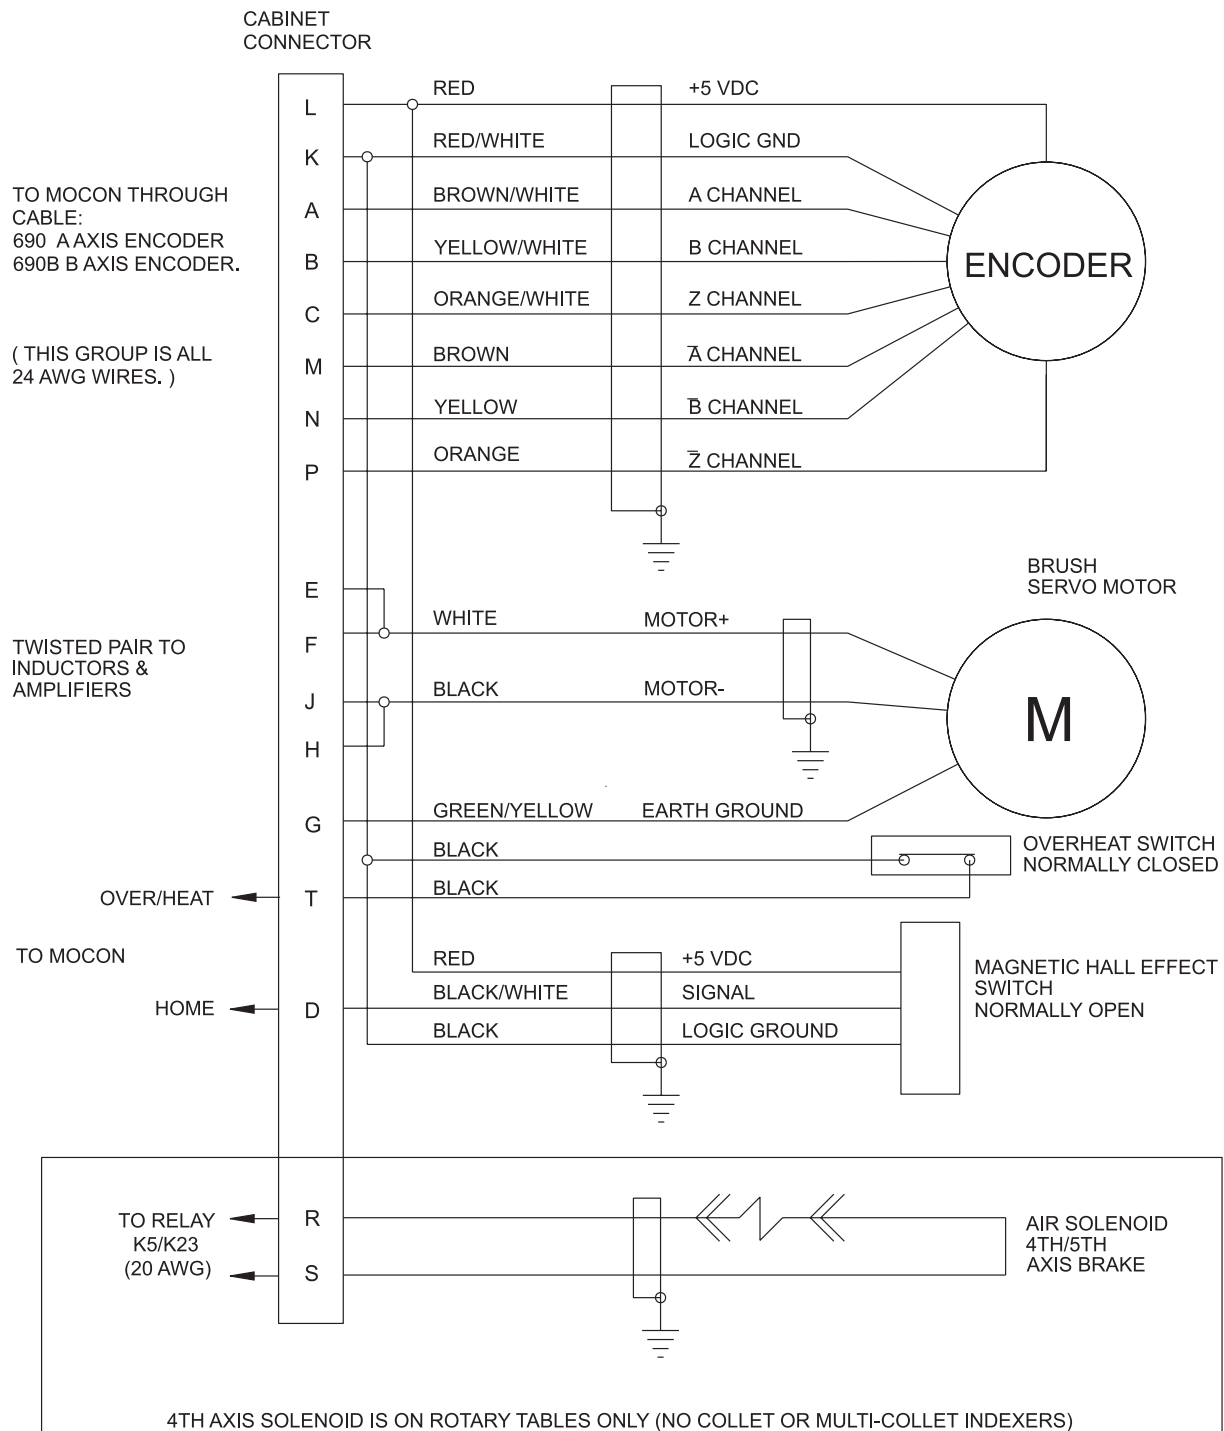 CABINET
CONNECTOR
L RED +5 VDC
K RED/WHITE LOGIC GND
TO MOCON THROUGH
CABLE:
690 A AXIS ENCODER
690B B AXIS ENCODER.
A BROWN/WHITE A CHANNEL
B YELLOW/WHITE B CHANNEL
ENCODER
C ORANGE/WHITE Z CHANNEL
( THIS GROUP IS ALL
24 AWG WIRES. )
M BROWN A̅ CHANNEL
N YELLOW B̅ CHANNEL
P ORANGE Z̅ CHANNEL
BRUSH
SERVO MOTOR
E
F WHITE MOTOR+
TWISTED PAIR TO
INDUCTORS &
AMPLIFIERS
J BLACK MOTOR-
M
H
G GREEN/YELLOW EARTH GROUND
BLACK
OVERHEAT SWITCH
NORMALLY CLOSED
OVER/HEAT T BLACK
TO MOCON
RED +5 VDC
HOME D BLACK/WHITE SIGNAL
BLACK LOGIC GROUND
MAGNETIC HALL EFFECT
SWITCH
NORMALLY OPEN
TO RELAY R
K5/K23
(20 AWG) S
AIR SOLENOID
4TH/5TH
AXIS BRAKE
4TH AXIS SOLENOID IS ON ROTARY TABLES ONLY (NO COLLET OR MULTI-COLLET INDEXERS)